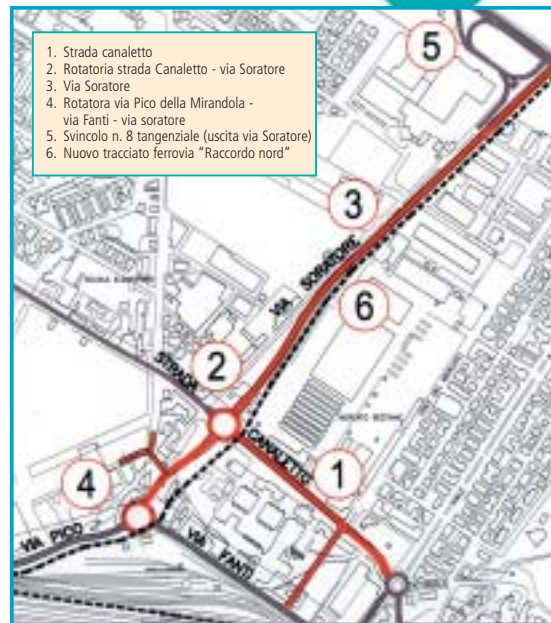 1. Strada canaletto
2. Rotatoria strada Canaletto - via Soratore
3. Via Soratore
4. Rotatora via Pico della Mirandola -
via Fanti - via soratore
5. Svincolo n. 8 tangenziale (uscita via Soratore)
6. Nuovo tracciato ferrovia "Raccordo nord"
5
3
VIA SORATORE
6
2
STRADA
CANALETTO
1
4
VIA PICO
VIA FANTI